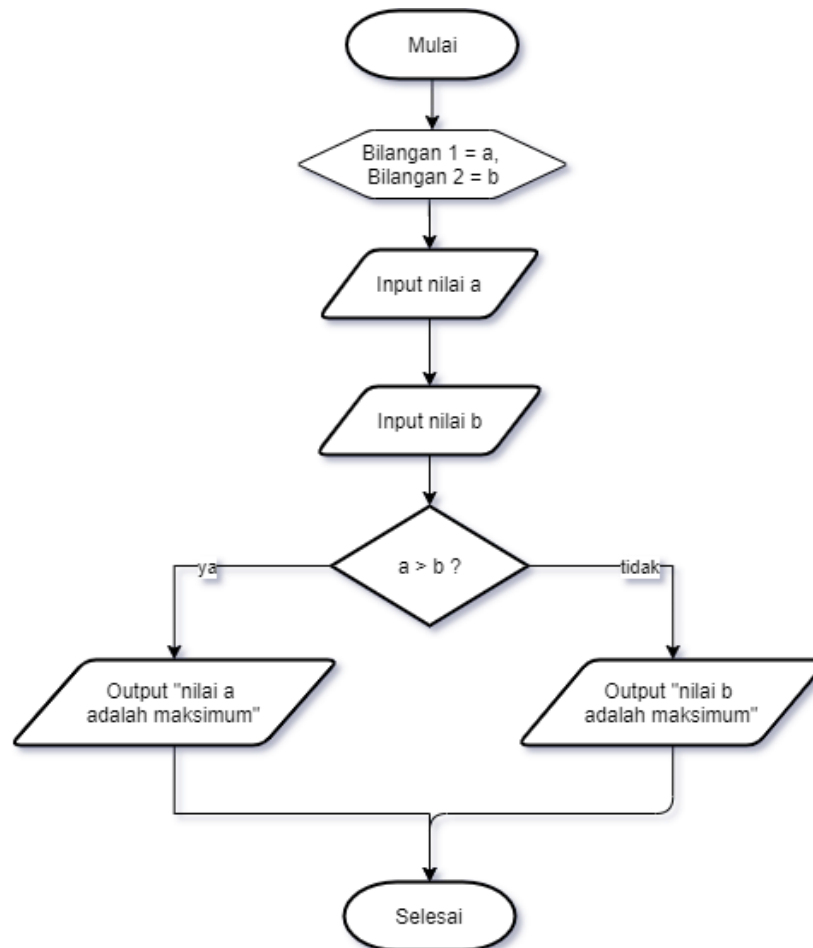 Mulai
Bilangan 1 = a,
Bilangan 2 = b
Input nilai a
Input nilai b
a > b ?
ya
tidak
Output "nilai a
adalah maksimum"
Output "nilai b
adalah maksimum"
Selesai